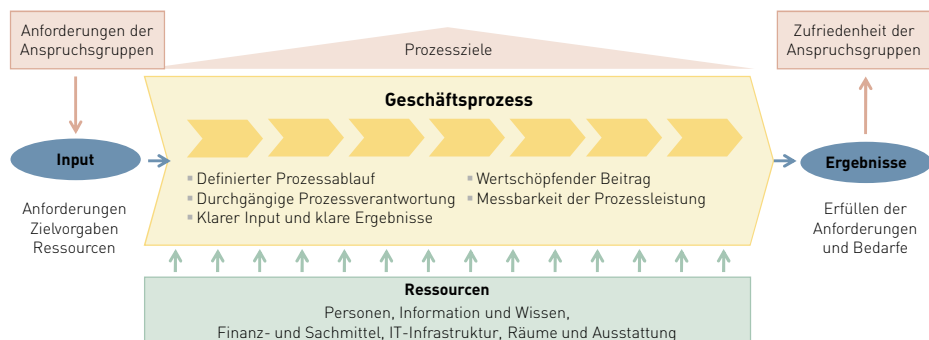 Anforderungen der
Anspruchsgruppen
Prozessziele
Zufriedenheit der
Anspruchsgruppen
Geschäftsprozess
Input
Ergebnisse
Anforderungen
Zielvorgaben
Ressourcen
▪ Definierter Prozessablauf
▪ Durchgängige Prozessverantwortung
▪ Klarer Input und klare Ergebnisse
▪ Wertschöpfender Beitrag
▪ Messbarkeit der Prozessleistung
Erfüllen der
Anforderungen
und Bedarfe
Ressourcen
Personen, Information und Wissen,
Finanz- und Sachmittel, IT-Infrastruktur, Räume und Ausstattung